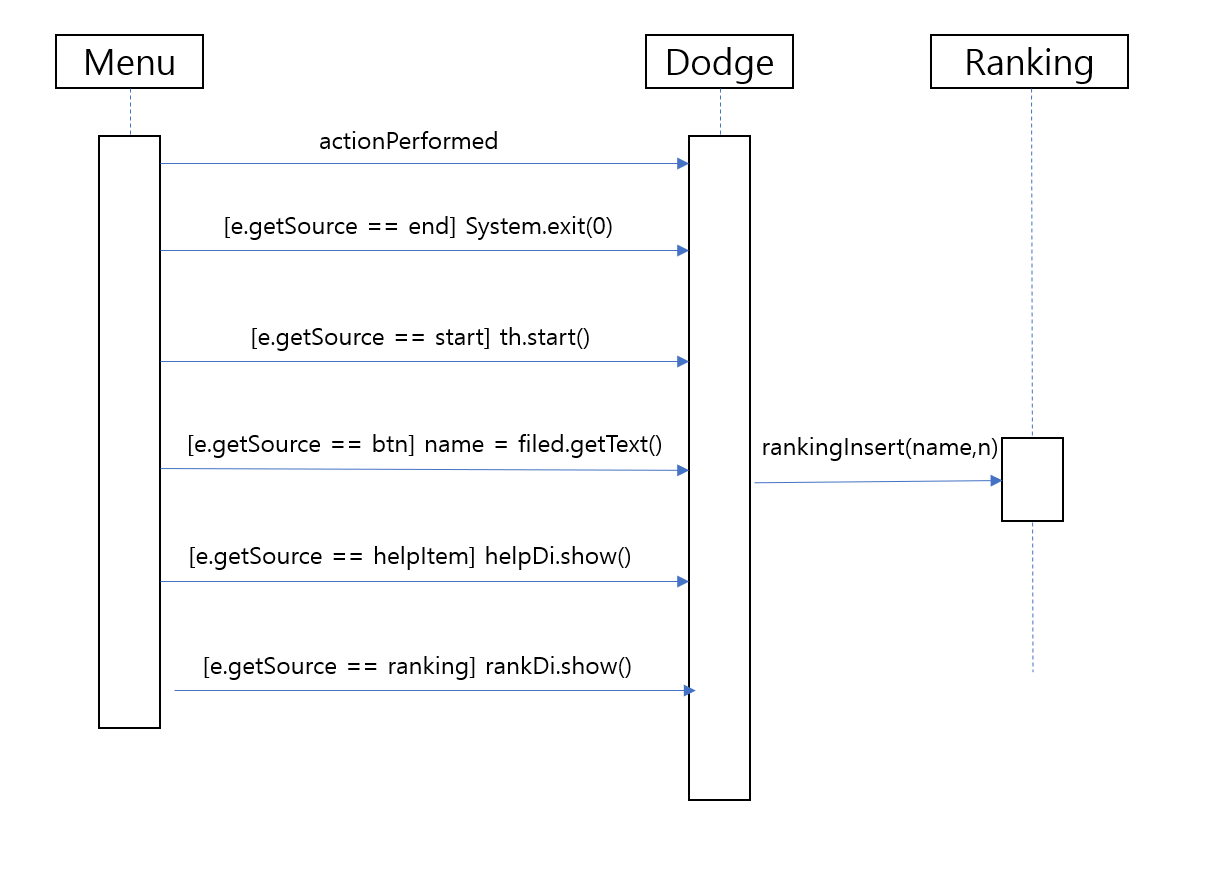 Menu
Dodge
Ranking
actionPerformed
[e.getSource == end] System.exit(0)
[e.getSource == start] th.start()
[e.getSource == btn] name = filed.getText()
rankingInsert(name,n)
[e.getSource == helpItem] helpDi.show()
[e.getSource == ranking] rankDi.show()